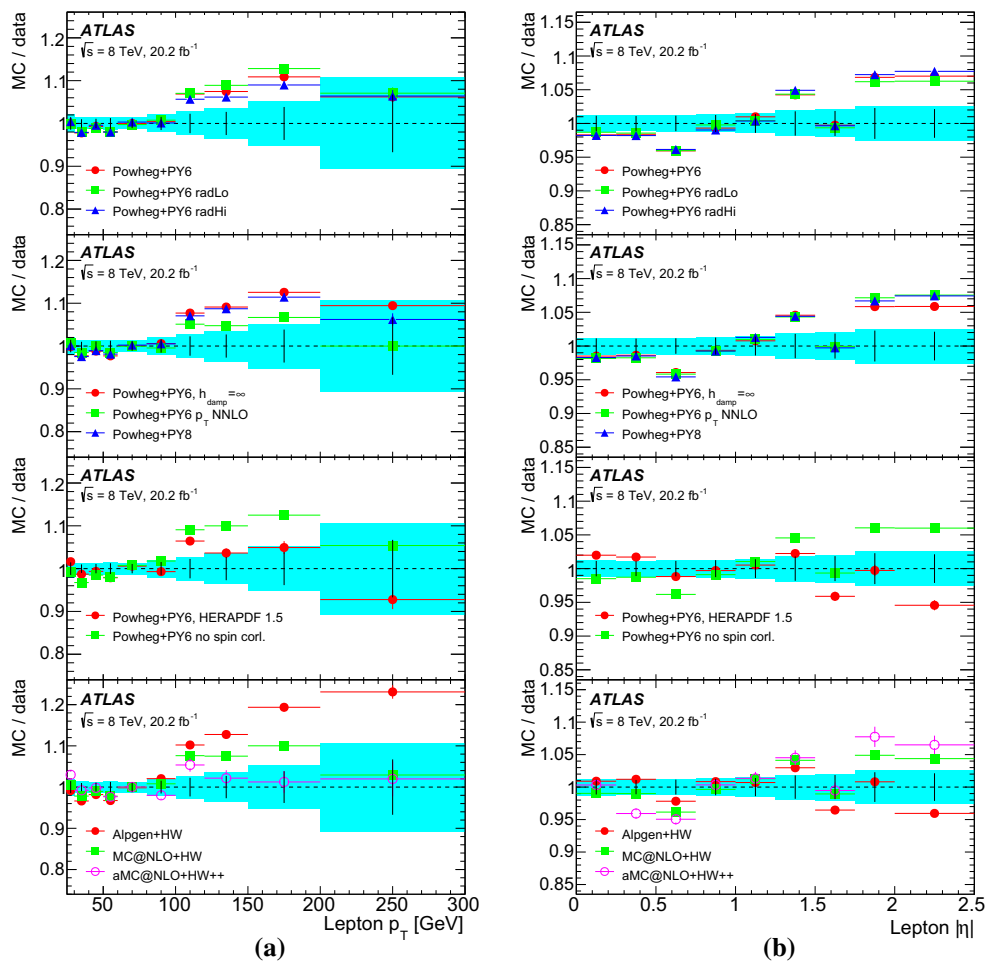 ATLAS
√s = 8 TeV, 20.2 fb⁻¹
MC / data
1.2
1.1
1
0.9
0.8
Powheg+PY6
Powheg+PY6 radLo
Powheg+PY6 radHi
ATLAS
√s = 8 TeV, 20.2 fb⁻¹
MC / data
1.2
1.1
1
0.9
0.8
Powheg+PY6, h_damp=∞
Powheg+PY6 p_T NNLO
Powheg+PY8
ATLAS
√s = 8 TeV, 20.2 fb⁻¹
MC / data
1.2
1.1
1
0.9
0.8
Powheg+PY6, HERAPDF 1.5
Powheg+PY6 no spin corl.
ATLAS
√s = 8 TeV, 20.2 fb⁻¹
MC / data
1.2
1.1
1
0.9
0.8
Alpgen+HW
MC@NLO+HW
aMC@NLO+HW++
50 100 150 200 250 300
Lepton p_T [GeV]
(a)
ATLAS
√s = 8 TeV, 20.2 fb⁻¹
MC / data
1.15
1.1
1.05
1
0.95
0.9
0.85
Powheg+PY6
Powheg+PY6 radLo
Powheg+PY6 radHi
ATLAS
√s = 8 TeV, 20.2 fb⁻¹
MC / data
1.15
1.1
1.05
1
0.95
0.9
0.85
Powheg+PY6, h_damp=∞
Powheg+PY6 p_T NNLO
Powheg+PY8
ATLAS
√s = 8 TeV, 20.2 fb⁻¹
MC / data
1.15
1.1
1.05
1
0.95
0.9
0.85
Powheg+PY6, HERAPDF 1.5
Powheg+PY6 no spin corl.
ATLAS
√s = 8 TeV, 20.2 fb⁻¹
MC / data
1.15
1.1
1.05
1
0.95
0.9
0.85
Alpgen+HW
MC@NLO+HW
aMC@NLO+HW++
0 0.5 1 1.5 2 2.5
Lepton |η|
(b)